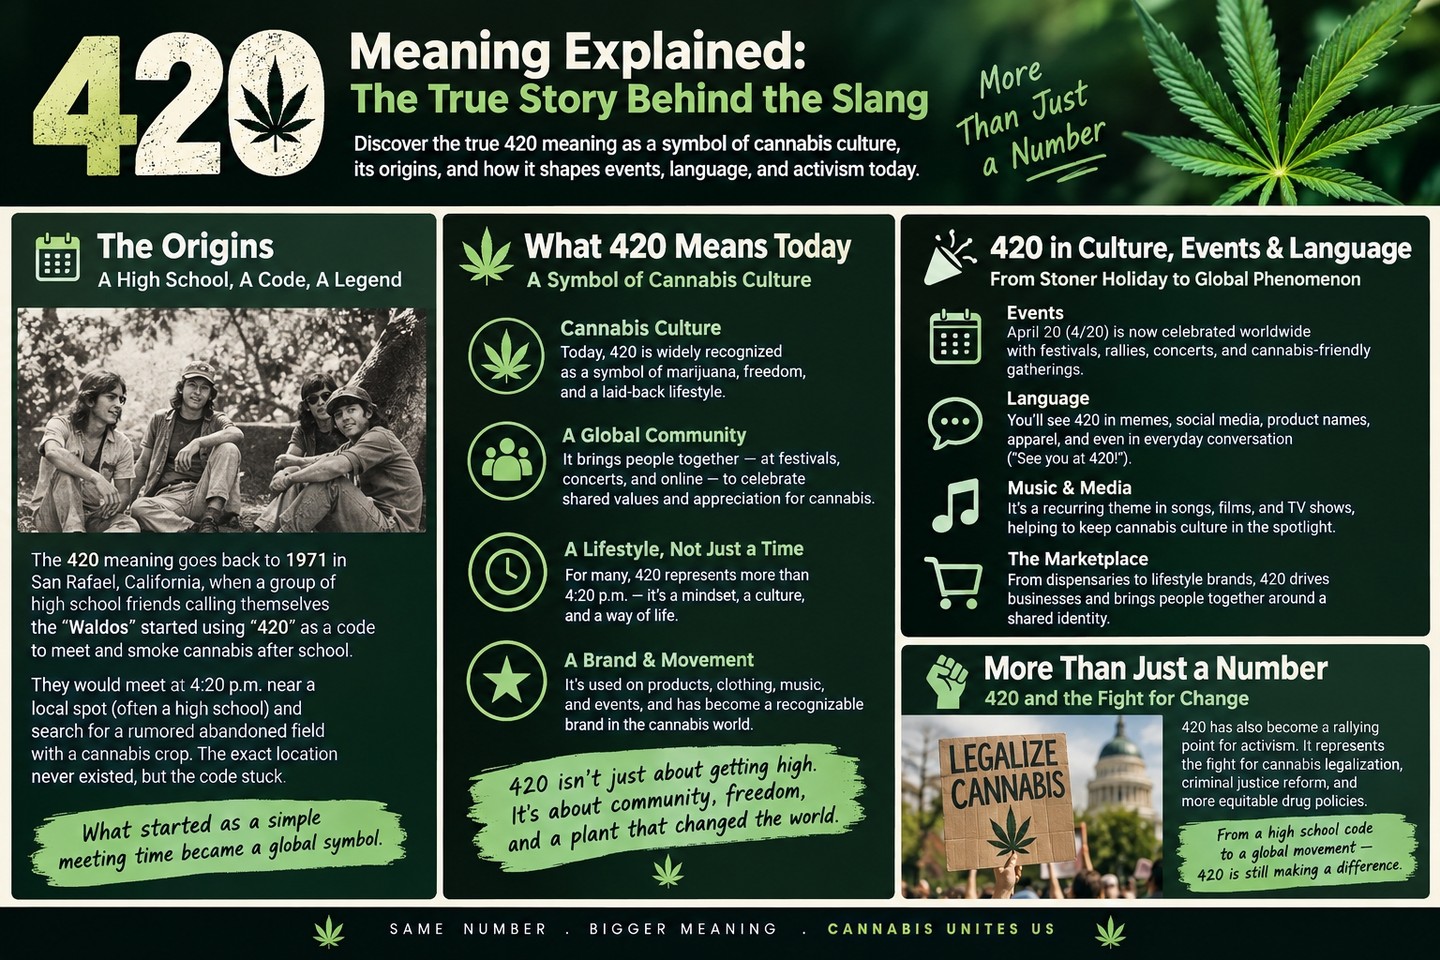 420
Meaning Explained:
The True Story Behind the Slang
Discover the true 420 meaning as a symbol of cannabis culture,
its origins, and how it shapes events, language, and activism today.
More
Than Just
a Number
The Origins
A High School, A Code, A Legend
The 420 meaning goes back to 1971 in
San Rafael, California, when a group of
high school friends calling themselves
the “Waldos” started using “420” as a code
to meet and smoke cannabis after school.
They would meet at 4:20 p.m. near a
local spot (often a high school) and
search for a rumored abandoned field
with a cannabis crop. The exact location
never existed, but the code stuck.
What started as a simple
meeting time became a global symbol.
What 420 Means Today
A Symbol of Cannabis Culture
Cannabis Culture
Today, 420 is widely recognized
as a symbol of marijuana, freedom,
and a laid-back lifestyle.
A Global Community
It brings people together — at festivals,
concerts, and online — to celebrate
shared values and appreciation for cannabis.
A Lifestyle, Not Just a Time
For many, 420 represents more than
4:20 p.m. — it's a mindset, a culture,
and a way of life.
A Brand & Movement
It's used on products, clothing, music,
and events, and has become a recognizable
brand in the cannabis world.
420 isn't just about getting high.
It's about community, freedom,
and a plant that changed the world.
420 in Culture, Events & Language
From Stoner Holiday to Global Phenomenon
Events
April 20 (4/20) is now celebrated worldwide
with festivals, rallies, concerts, and cannabis-friendly
gatherings.
Language
You'll see 420 in memes, social media, product names,
apparel, and even in everyday conversation
(“See you at 420!”).
Music & Media
It's a recurring theme in songs, films, and TV shows,
helping to keep cannabis culture in the spotlight.
The Marketplace
From dispensaries to lifestyle brands, 420 drives
businesses and brings people together around a
shared identity.
More Than Just a Number
420 and the Fight for Change
LEGALIZE
CANNABIS
420 has also become a rallying
point for activism. It represents
the fight for cannabis legalization,
criminal justice reform, and
more equitable drug policies.
From a high school code
to a global movement —
420 is still making a difference.
SAME NUMBER . BIGGER MEANING . CANNABIS UNITES US